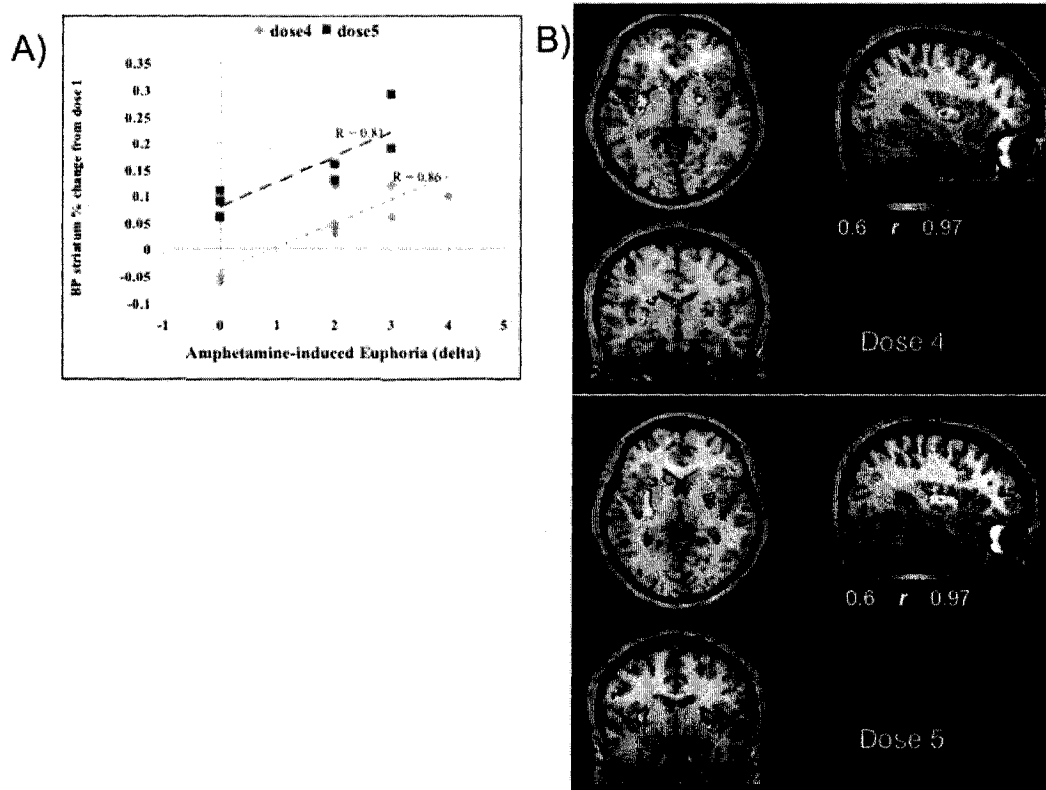 A)
dose4 dose5
BP striatum % change from dose 1
0.35
0.3
0.25
0.2
0.15
0.1
0.05
0
-0.05
-0.1
R = 0.81
R = 0.86
-1 0 1 2 3 4 5
Amphetamine-induced Euphoria (delta)
B)
0.6 r 0.97
Dose 4
0.6 r 0.97
Dose 5